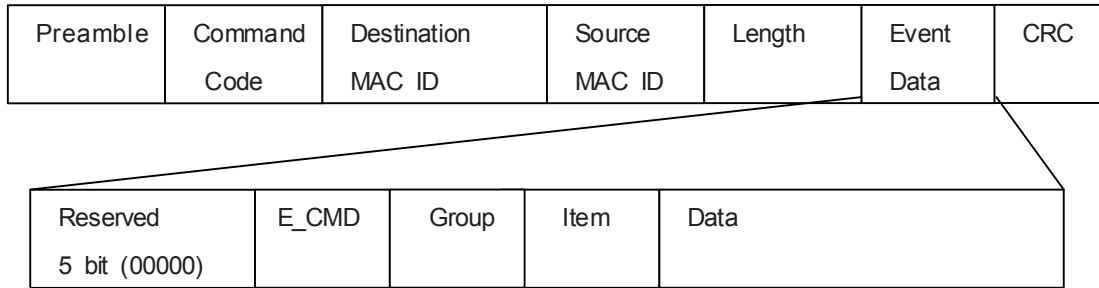 Preamble Command Destination Source Length Event CRC
Code MAC ID MAC ID Data
Reserved E_CMD Group Item Data
5 bit (00000)